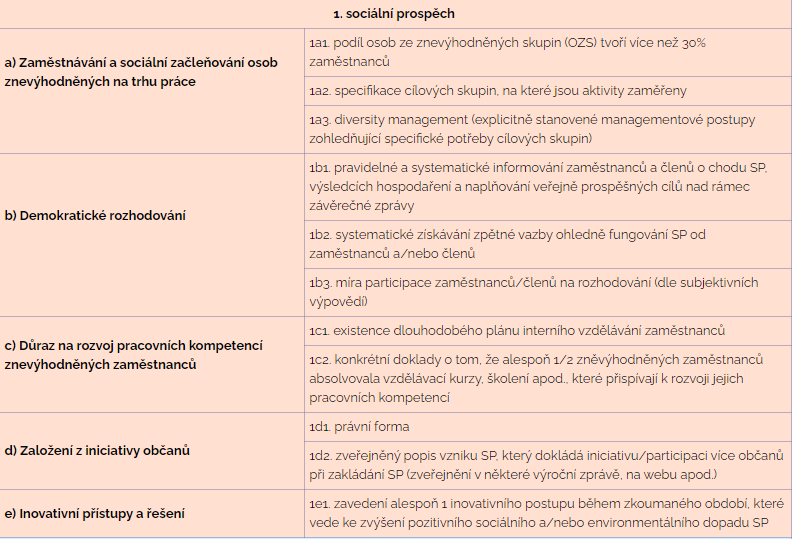 1. sociální prospěch
a) Zaměstnávání a sociální začleňování osob
znevýhodněných na trhu práce
1a1. podíl osob ze znevýhodněných skupin (OZS) tvoří více než 30%
zaměstnanců
1a2. specifikace cílových skupin, na které jsou aktivity zaměřeny
1a3. diversity management (explicitně stanovené managementové postupy
zohledňující specifické potřeby cílových skupin)
b) Demokratické rozhodování
1b1. pravidelné a systematické informování zaměstnanců a členů o chodu SP,
výsledcích hospodaření a naplňování veřejně prospěšných cílů nad rámec
závěrečné zprávy
1b2. systematické získávání zpětné vazby ohledně fungování SP od
zaměstnanců a/nebo členů
1b3. míra participace zaměstnanců/členů na rozhodování (dle subjektivních
výpovědí)
c) Důraz na rozvoj pracovních kompetencí
znevýhodněných zaměstnanců
1c1. existence dlouhodobého plánu interního vzdělávání zaměstnanců
1c2. konkrétní doklady o tom, že alespoň 1/2 zněvýhodněných zaměstnanců
absolvovala vzdělávací kurzy, školení apod., které přispívají k rozvoji jejich
pracovních kompetencí
d) Založení z iniciativy občanů
1d1. právní forma
1d2. zveřejněný popis vzniku SP, který dokládá iniciativu/participaci více občanů
při zakládání SP (zveřejnění v některé výroční zprávě, na webu apod.)
e) Inovativní přístupy a řešení
1e1. zavedení alespoň 1 inovativního postupu během zkoumaného období, které
vede ke zvýšení pozitivního sociálního a/nebo environmentálního dopadu SP